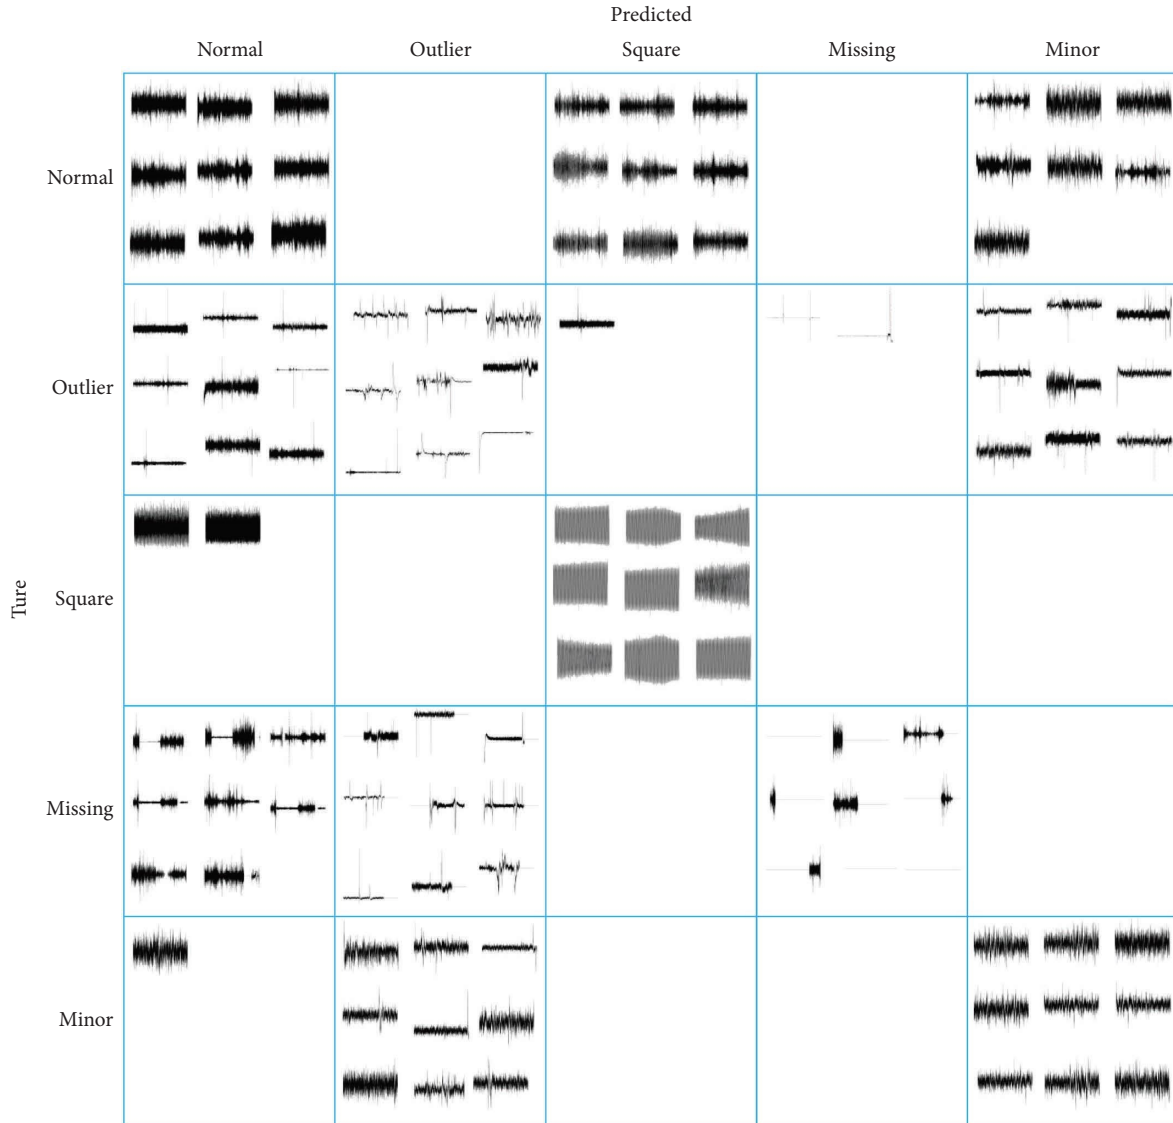 Predicted
Normal Outlier Square Missing Minor
Normal
Outlier
Square
Missing
Minor
Ture